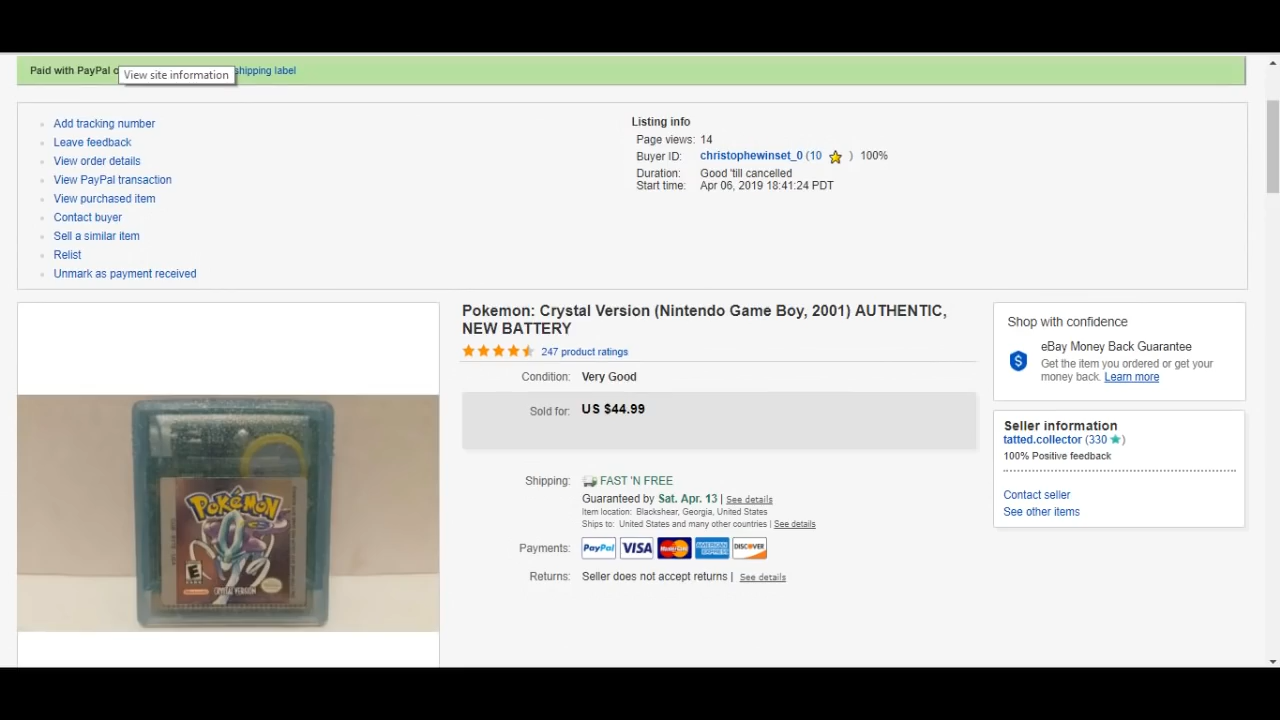 Paid with PayPal
View site information
shipping label
Add tracking number
Leave feedback
View order details
View PayPal transaction
View purchased item
Contact buyer
Sell a similar item
Relist
Unmark as payment received
Listing info
Page views: 14
Buyer ID: christophewinset_0 (10 ) 100%
Duration: Good 'till cancelled
Start time: Apr 06, 2019 18:41:24 PDT
POKéMON
E
CRYSTAL VERSION
Pokemon: Crystal Version (Nintendo Game Boy, 2001) AUTHENTIC,
NEW BATTERY
247 product ratings
Condition: Very Good
Sold for: US $44.99
Shipping: FAST 'N FREE
Guaranteed by Sat. Apr. 13 | See details
Item location: Blackshear, Georgia, United States
Ships to: United States and many other countries | See details
Payments: PayPal VISA MasterCard AMERICAN EXPRESS DISCOVER
Returns: Seller does not accept returns | See details
Shop with confidence
eBay Money Back Guarantee
Get the item you ordered or get your
money back. Learn more
Seller information
tatted.collector (330 )
100% Positive feedback
Contact seller
See other items